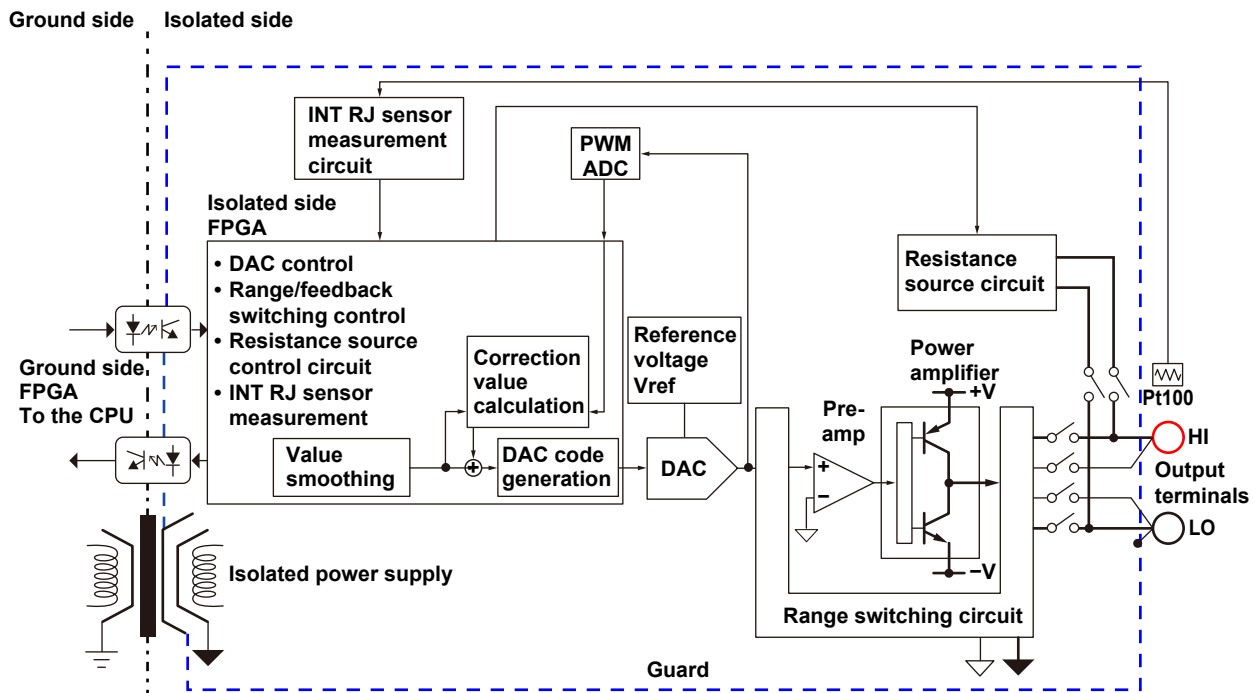 Ground side
Isolated side
INT RJ sensor
measurement
circuit
PWM
ADC
Isolated side
FPGA
• DAC control
• Range/feedback
switching control
• Resistance source
control circuit
• INT RJ sensor
measurement
Resistance
source circuit
Ground side
FPGA
To the CPU
Correction
value
calculation
Reference
voltage
Vref
Power
amplifier
+V
Pre-
amp
Pt100
HI
Value
smoothing
+
DAC code
generation
DAC
+
−
Output
terminals
LO
−V
Isolated power supply
Range switching circuit
Guard